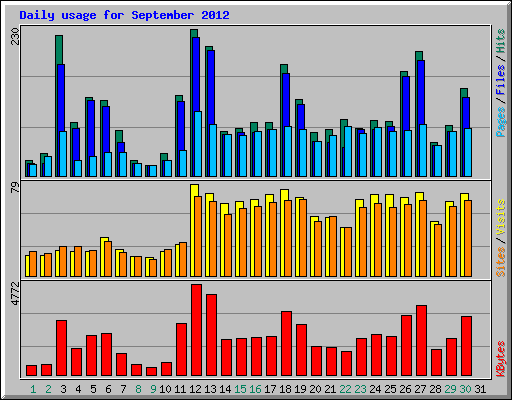 Daily usage for September 2012
230
Pages / Files / Hits
79
Sites / Visits
4772
KBytes
1 2 3 4 5 6 7 8 9 10 11 12 13 14 15 16 17 18 19 20 21 22 23 24 25 26 27 28 29 30 31